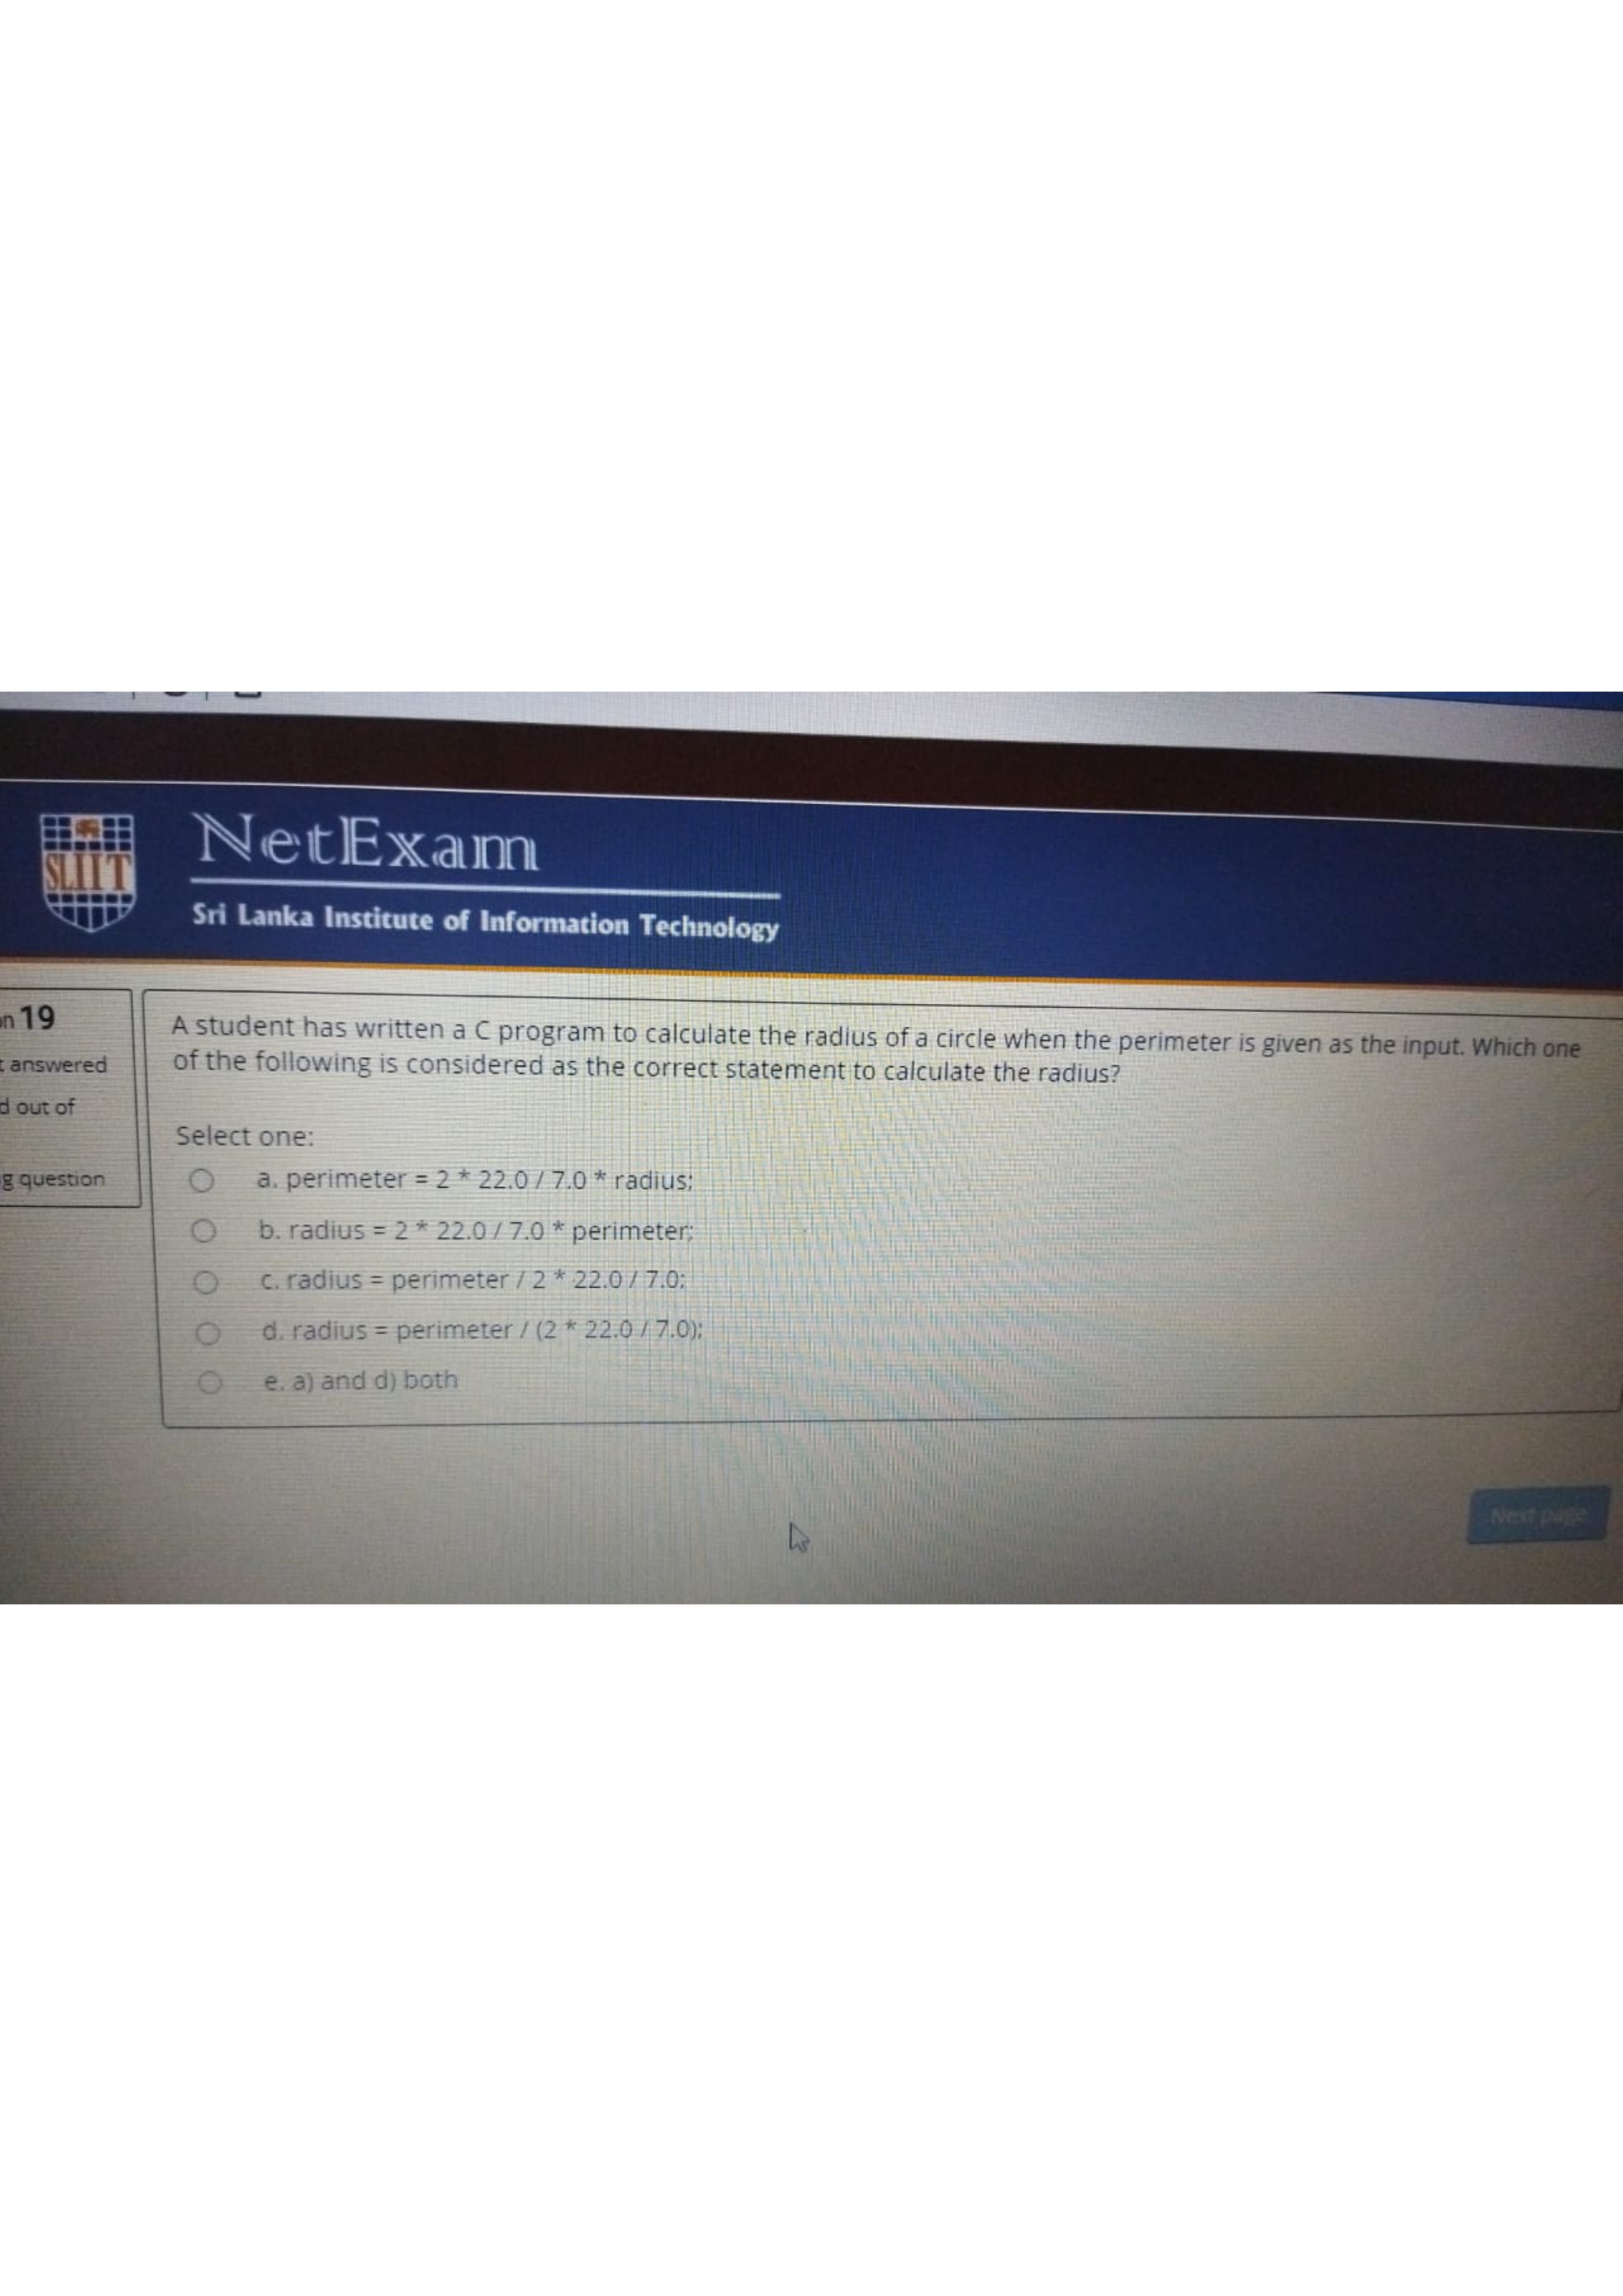 SLIIT
NetExam
Sri Lanka Institute of Information Technology
19
answered
out of
question
A student has written a C program to calculate the radius of a circle when the perimeter is given as the input. Which one
of the following is considered as the correct statement to calculate the radius?
Select one:
a. perimeter = 2 * 22.0 / 7.0 * radius;
b. radius = 2 * 22.0 / 7.0 * perimeter;
c. radius = perimeter / 2 * 22.0 / 7.0;
d. radius = perimeter / (2 * 22.0 / 7.0);
e. a) and d) both
Next page